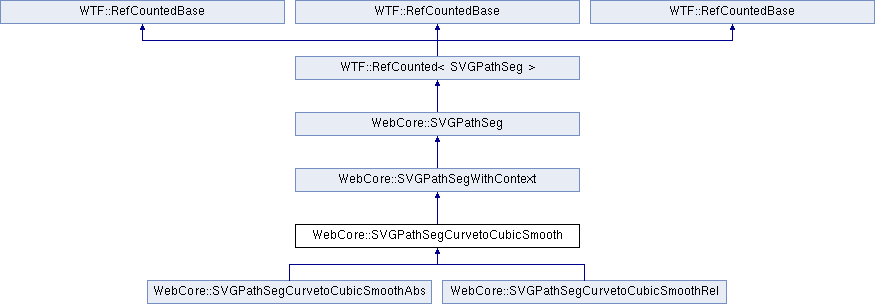 WTF::RefCountedBase
WTF::RefCountedBase
WTF::RefCountedBase
WTF::RefCounted< SVGPathSeg >
WebCore::SVGPathSeg
WebCore::SVGPathSegWithContext
WebCore::SVGPathSegCurvetoCubicSmooth
WebCore::SVGPathSegCurvetoCubicSmoothAbs
WebCore::SVGPathSegCurvetoCubicSmoothRel